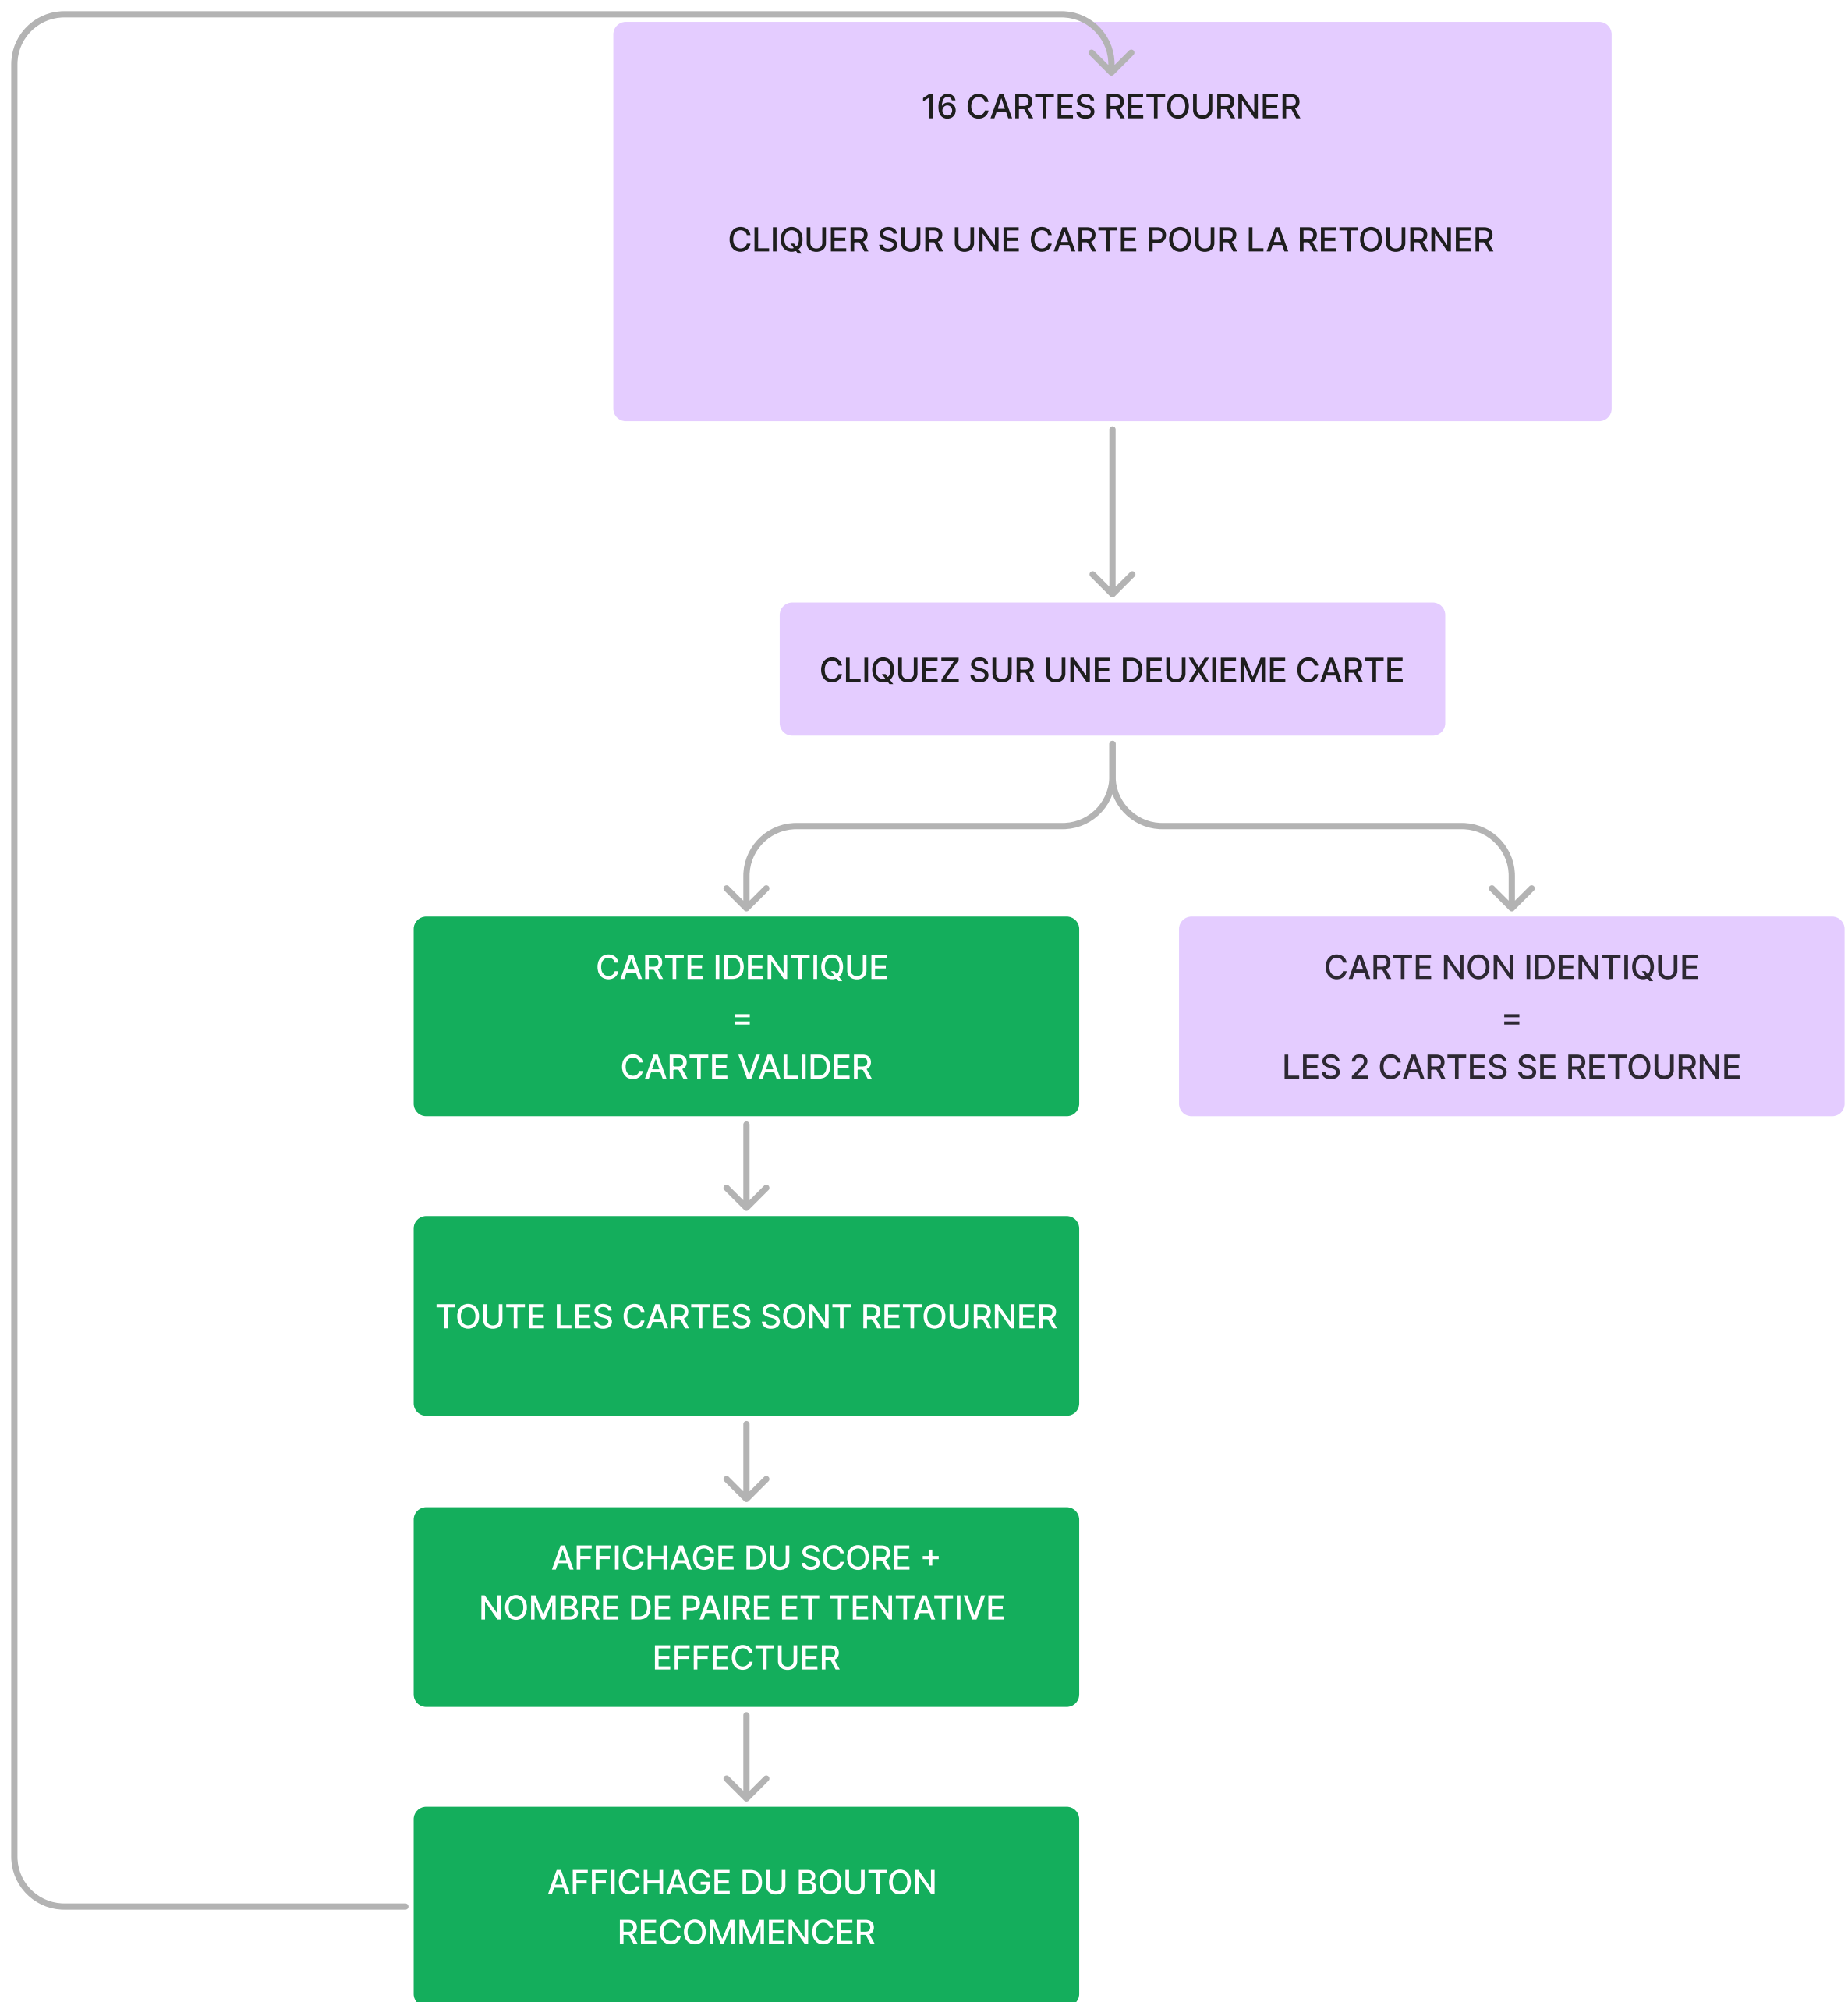 16 CARTES RETOURNER
CLIQUER SUR UNE CARTE POUR LA RETOURNER
CLIQUEZ SUR UNE DEUXIEME CARTE
CARTE IDENTIQUE
=
CARTE VALIDER
CARTE NON IDENTIQUE
=
LES 2 CARTES SE RETOURNE
TOUTE LES CARTES SONT RETOURNER
AFFICHAGE DU SCORE +
NOMBRE DE PAIRE ET TENTATIVE
EFFECTUER
AFFICHAGE DU BOUTON
RECOMMENCER